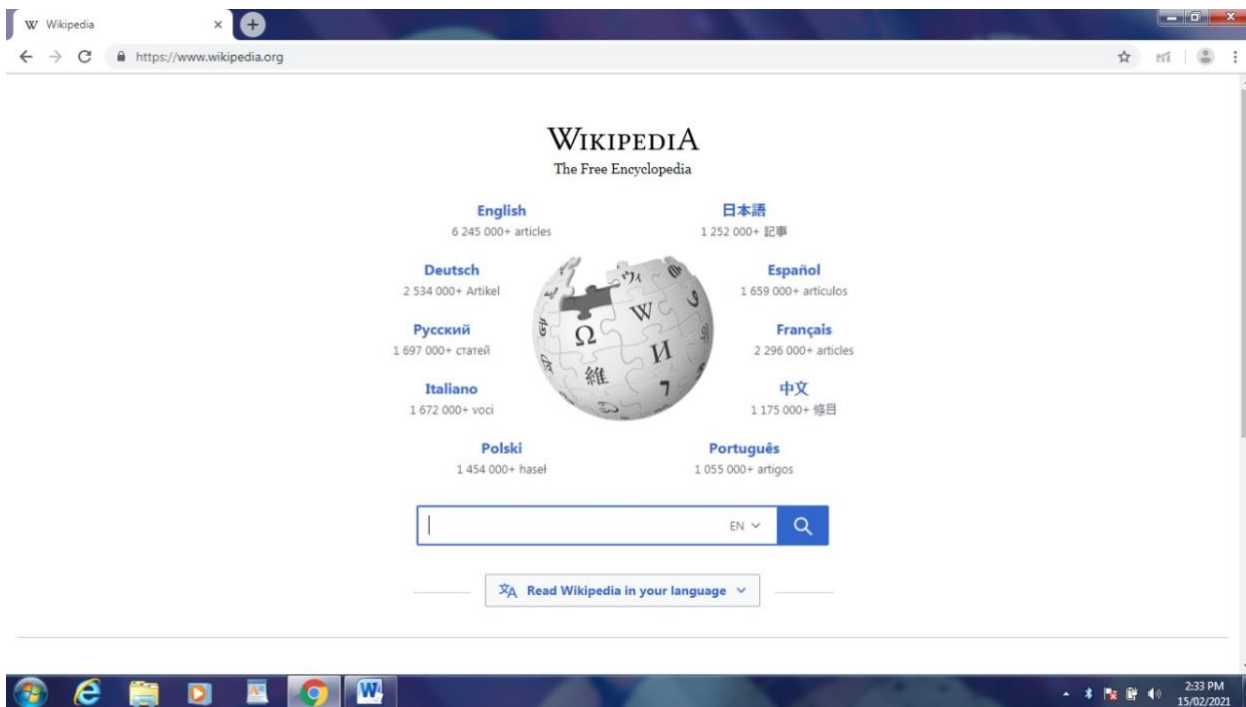 W Wikipedia
https://www.wikipedia.org
WIKIPEDIA
The Free Encyclopedia
English
6 245 000+ articles
日本語
1 252 000+ 記事
Deutsch
2 534 000+ Artikel
Español
1 659 000+ artículos
Русский
1 697 000+ статей
Français
2 296 000+ articles
Italiano
1 672 000+ voci
中文
1 175 000+ 條目
Polski
1 454 000+ haseł
Português
1 055 000+ artigos
Ω W И
維 7
EN
Read Wikipedia in your language
W
2:33 PM
15/02/2021